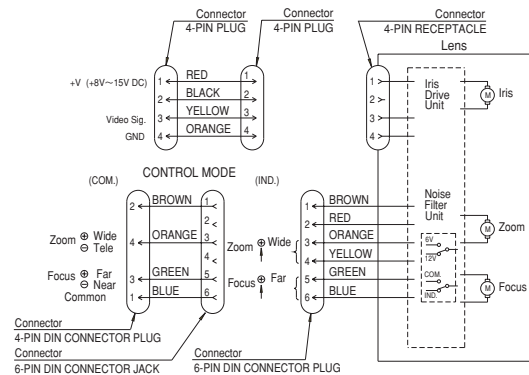 Connector
4-PIN PLUG
Connector
4-PIN PLUG
Connector
4-PIN RECEPTACLE
Lens
+V (+8V～15V DC)
Video Sig.
GND
1
2
3
4
RED
BLACK
YELLOW
ORANGE
1
2
3
4
1
2
3
4
Iris
Drive
Unit
M
Iris
CONTROL MODE
(COM.)
(IND.)
Zoom ⊕ Wide
⊖ Tele
Focus ⊕ Far
⊖ Near
Common
2
4
3
1
BROWN
ORANGE
GREEN
BLUE
1
2
3
4
5
6
Zoom ⊕ Wide
Focus ⊕ Far
1
2
3
4
5
6
BROWN
RED
ORANGE
YELLOW
GREEN
BLUE
Noise
Filter
Unit
6V
12V
COM.
IND.
M
Zoom
M
Focus
Connector
4-PIN DIN CONNECTOR PLUG
Connector
6-PIN DIN CONNECTOR JACK
Connector
6-PIN DIN CONNECTOR PLUG